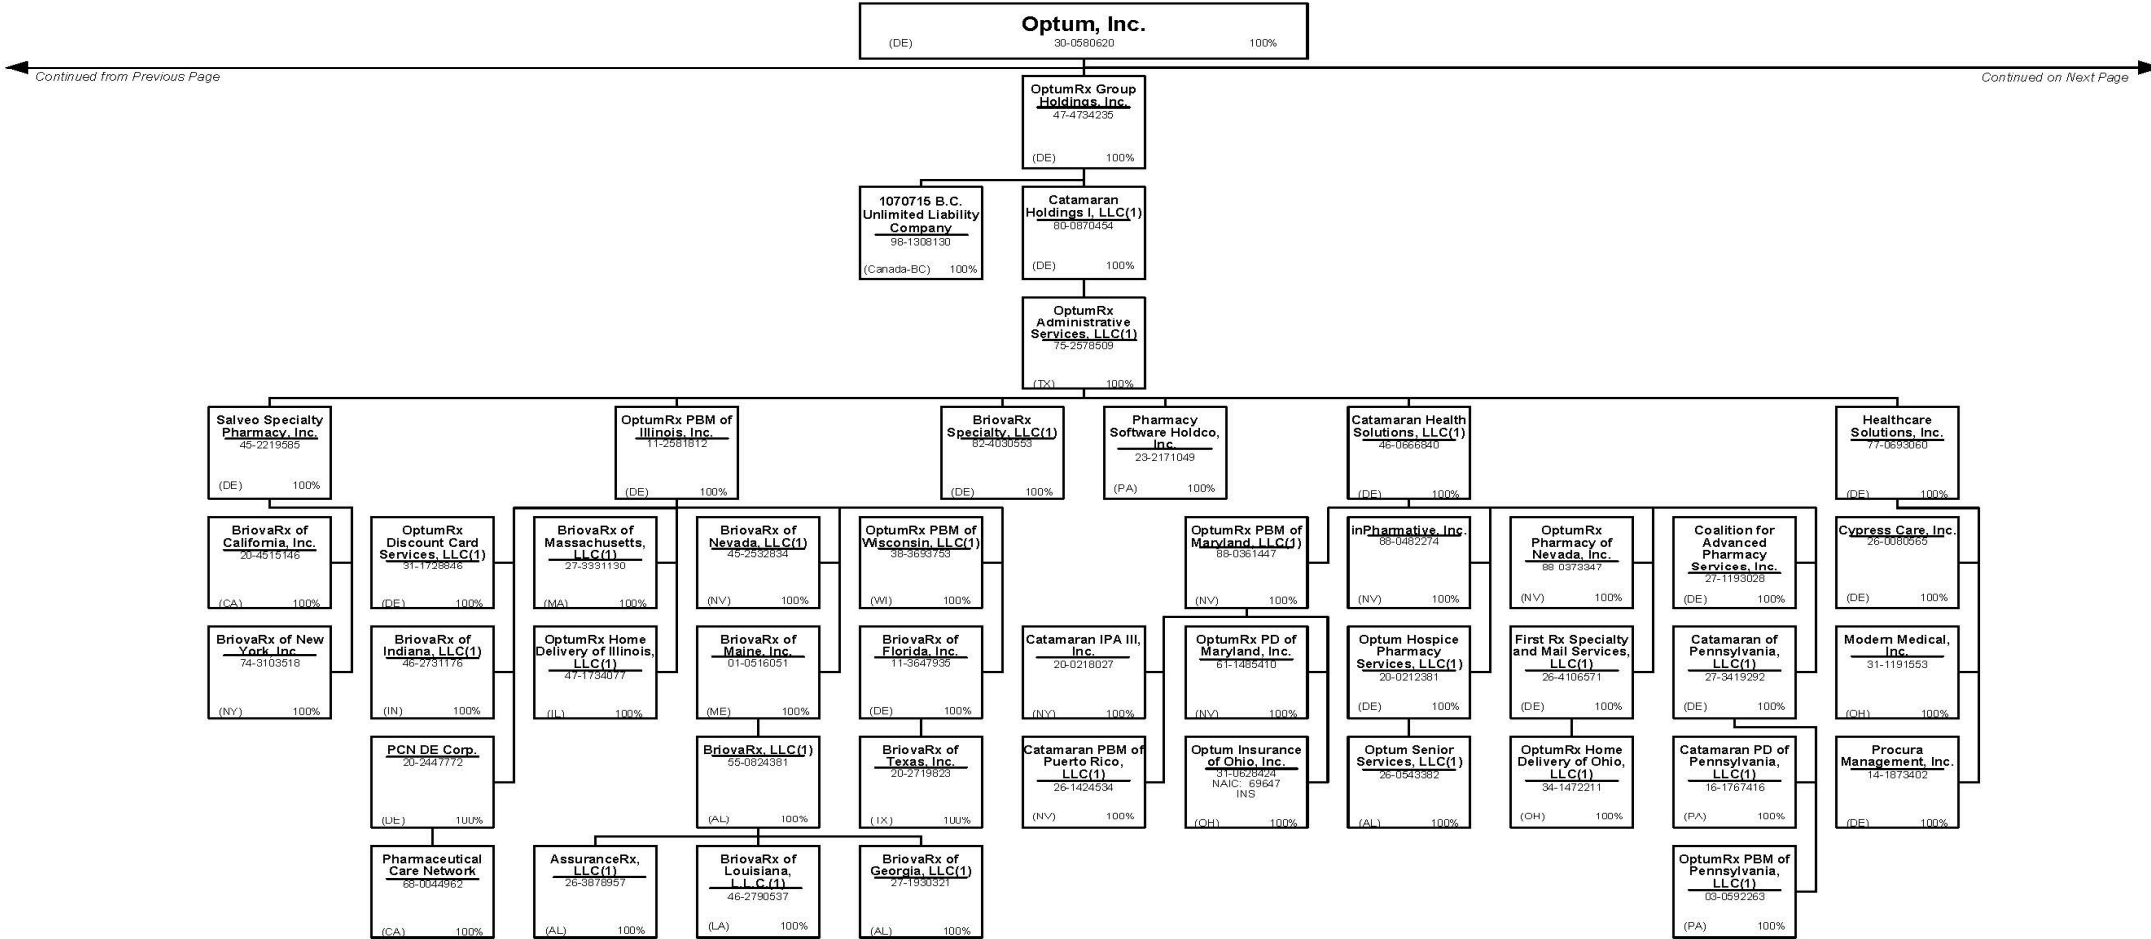 Optum, Inc.
(DE) 30-0580620 100%
Continued from Previous Page
Continued on Next Page
OptumRx Group
Holdings, Inc.
47-4734235
(DE) 100%
1070715 B.C.
Unlimited Liability
Company
98-1308130
(Canada-BC) 100%
Catamaran
Holdings I, LLC(1)
80-0870454
(DE) 100%
OptumRx
Administrative
Services, LLC(1)
75-2578509
(TX) 100%
Salveo Specialty
Pharmacy, Inc.
45-2219585
(DE) 100%
OptumRx PBM of
Illinois, Inc.
11-2581812
(DE) 100%
BriovaRx
Specialty, LLC(1)
82-4030553
(DE) 100%
Pharmacy
Software Holdco,
Inc.
23-2171049
(PA) 100%
Catamaran Health
Solutions, LLC(1)
46-0666840
(DE) 100%
Healthcare
Solutions, Inc.
77-0693060
(DE) 100%
BriovaRx of
California, Inc.
20-4515146
(CA) 100%
OptumRx
Discount Card
Services, LLC(1)
31-1728846
(DE) 100%
BriovaRx of
Massachusetts,
LLC(1)
27-3331130
(MA) 100%
BriovaRx of
Nevada, LLC(1)
45-2532834
(NV) 100%
OptumRx PBM of
Wisconsin, LLC(1)
38-3693753
(WI) 100%
OptumRx PBM of
Maryland, LLC(1)
88-0361447
(NV) 100%
inPharmative, Inc.
88-0482274
(NV) 100%
OptumRx
Pharmacy of
Nevada, Inc.
88-0373347
(NV) 100%
Coalition for
Advanced
Pharmacy
Services, Inc.
27-1193028
(DE) 100%
Cypress Care, Inc.
26-0080565
(DE) 100%
BriovaRx of New
York, Inc
74-3103518
(NY) 100%
BriovaRx of
Indiana, LLC(1)
46-2731176
(IN) 100%
OptumRx Home
Delivery of Illinois,
LLC(1)
47-1734077
(IL) 100%
BriovaRx of
Maine, Inc.
01-0516051
(ME) 100%
BriovaRx of
Florida, Inc.
11-3647935
(DE) 100%
Catamaran IPA III,
Inc.
20-0218027
(NY) 100%
OptumRx PD of
Maryland, Inc.
61-1485410
(NV) 100%
Optum Hospice
Pharmacy
Services, LLC(1)
20-0212381
(DE) 100%
First Rx Specialty
and Mail Services,
LLC(1)
26-4106571
(DE) 100%
Catamaran of
Pennsylvania,
LLC(1)
27-3419292
(DE) 100%
Modern Medical,
Inc.
31-1191553
(OH) 100%
PCN DE Corp.
20-2447772
(DE) 100%
BriovaRx, LLC(1)
55-0824381
(AL) 100%
BriovaRx of
Texas, Inc.
20-2719823
(TX) 100%
Catamaran PBM of
Puerto Rico,
LLC(1)
26-1424534
(NV) 100%
Optum Insurance
of Ohio, Inc.
31-0628424
NAIC: 69647
INS
(OH) 100%
Optum Senior
Services, LLC(1)
26-0543382
(AL) 100%
OptumRx Home
Delivery of Ohio,
LLC(1)
34-1472211
(OH) 100%
Catamaran PD of
Pennsylvania,
LLC(1)
16-1767416
(PA) 100%
Procura
Management, Inc.
14-1873402
(DE) 100%
Pharmaceutical
Care Network
68-0044962
(CA) 100%
AssuranceRx,
LLC(1)
26-3878957
(AL) 100%
BriovaRx of
Louisiana,
L.L.C.(1)
46-2790537
(LA) 100%
BriovaRx of
Georgia, LLC(1)
27-1930321
(AL) 100%
OptumRx PBM of
Pennsylvania,
LLC(1)
03-0592263
(PA) 100%